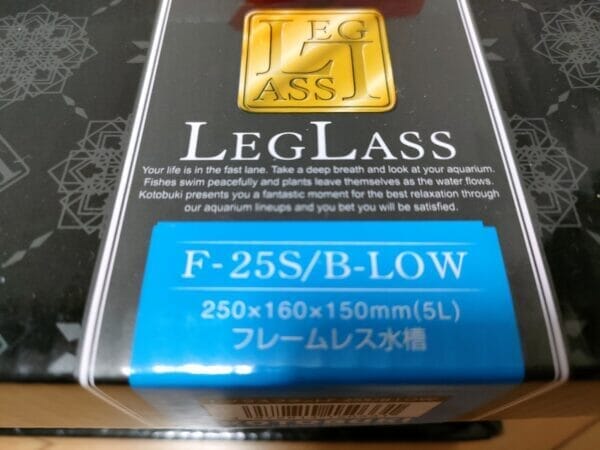 LEG
L
ASS
LEGLASS
Your life is in the fast lane. Take a deep breath and look at your aquarium.
Fishes swim peacefully and plants leave themselves as the water flows.
Kotobuki presents you a fantastic moment for the best relaxation through
our aquarium lineups and you bet you will be satisfied.
F-25S/B-LOW
250×160×150mm(5L)
フレームレス水槽